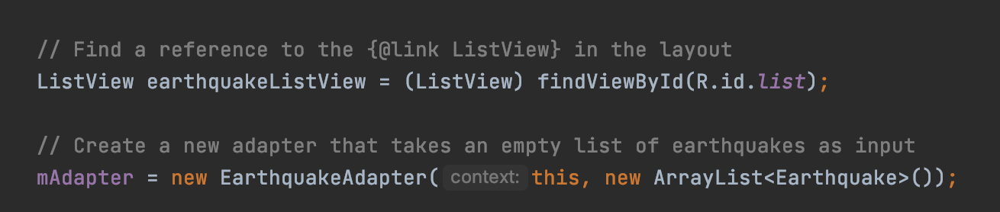 // Find a reference to the {@link ListView} in the layout
ListView earthquakeListView = (ListView) findViewById(R.id.list);
// Create a new adapter that takes an empty list of earthquakes as input
mAdapter = new EarthquakeAdapter( context: this, new ArrayList<Earthquake>());